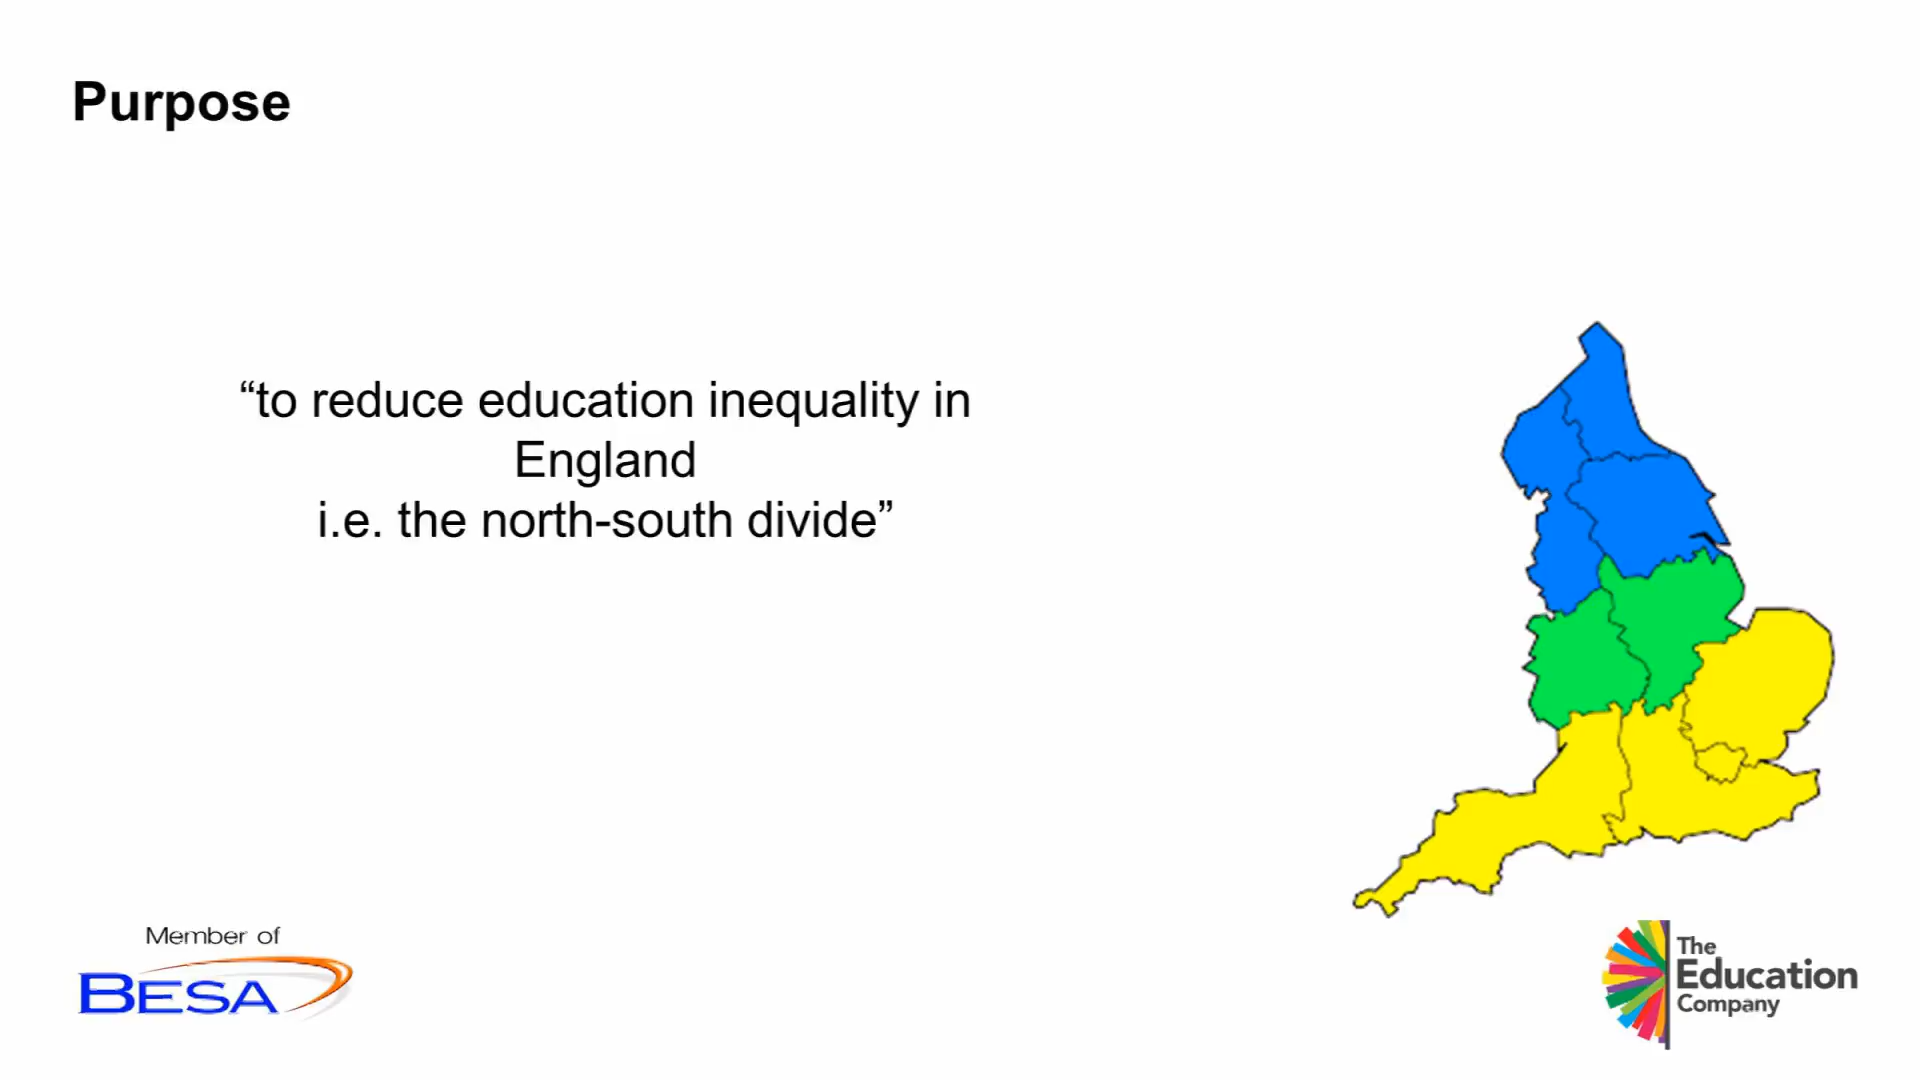 Purpose
“to reduce education inequality in
England
i.e. the north-south divide”
Member of
BESA
The
Education
Company